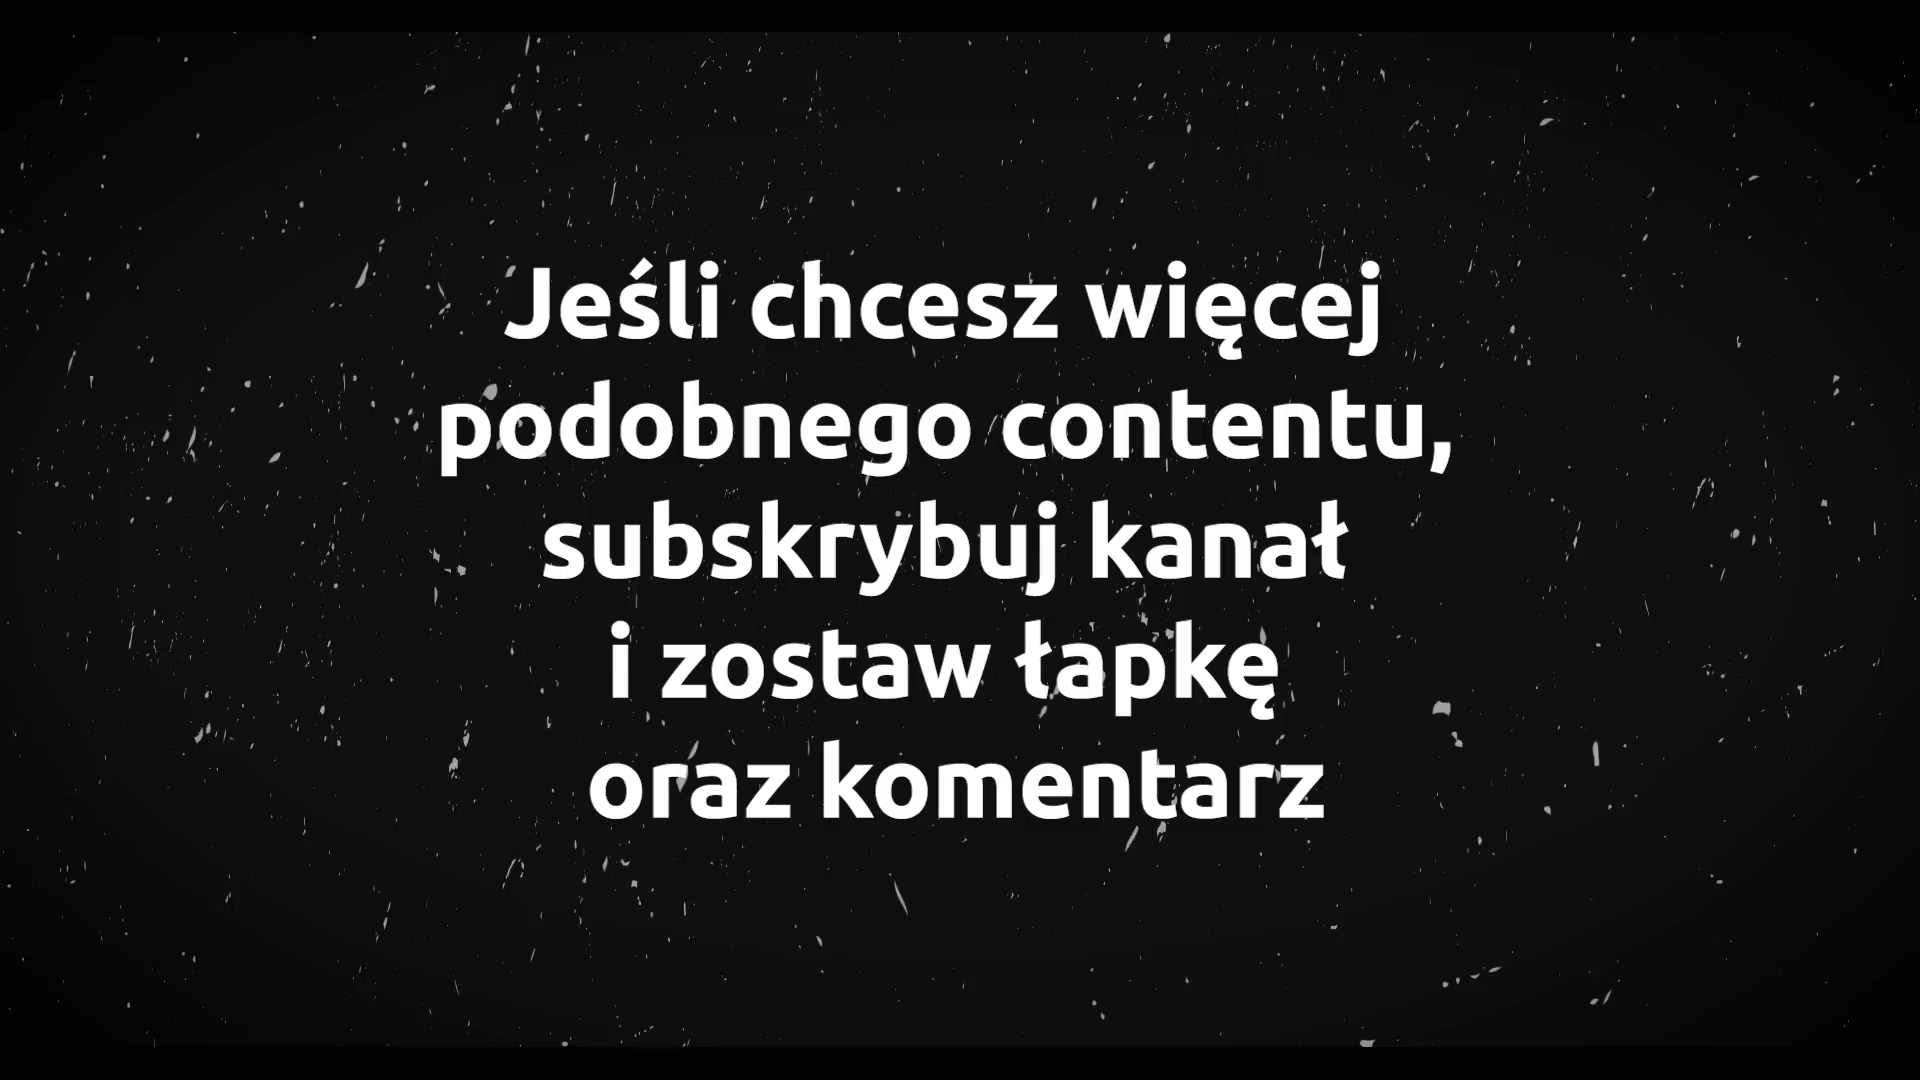 Jeśli chcesz więcej
podobnego contentu,
subskrybuj kanał
i zostaw łapkę
oraz komentarz